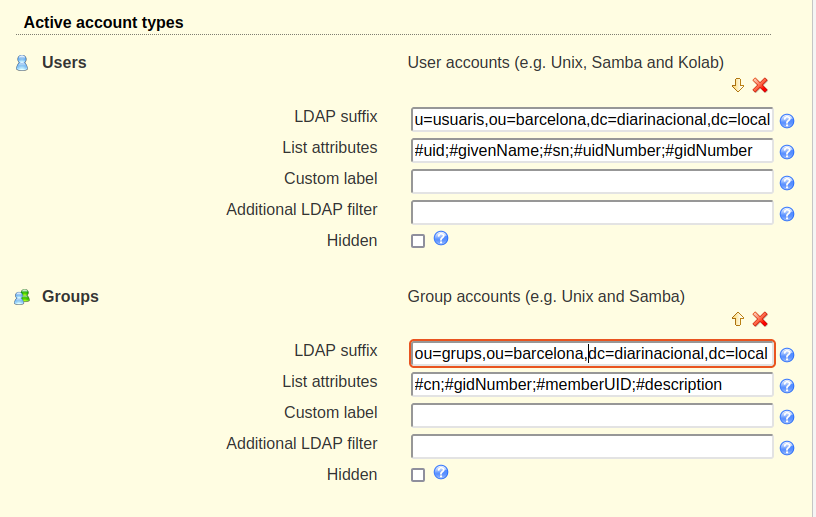 Active account types
Users User accounts (e.g. Unix, Samba and Kolab)
LDAP suffix u=usuaris,ou=barcelona,dc=diarinacional,dc=local
List attributes #uid;#givenName;#sn;#uidNumber;#gidNumber
Custom label
Additional LDAP filter
Hidden
Groups Group accounts (e.g. Unix and Samba)
LDAP suffix ou=grups,ou=barcelona,dc=diarinacional,dc=local
List attributes #cn;#gidNumber;#memberUID;#description
Custom label
Additional LDAP filter
Hidden